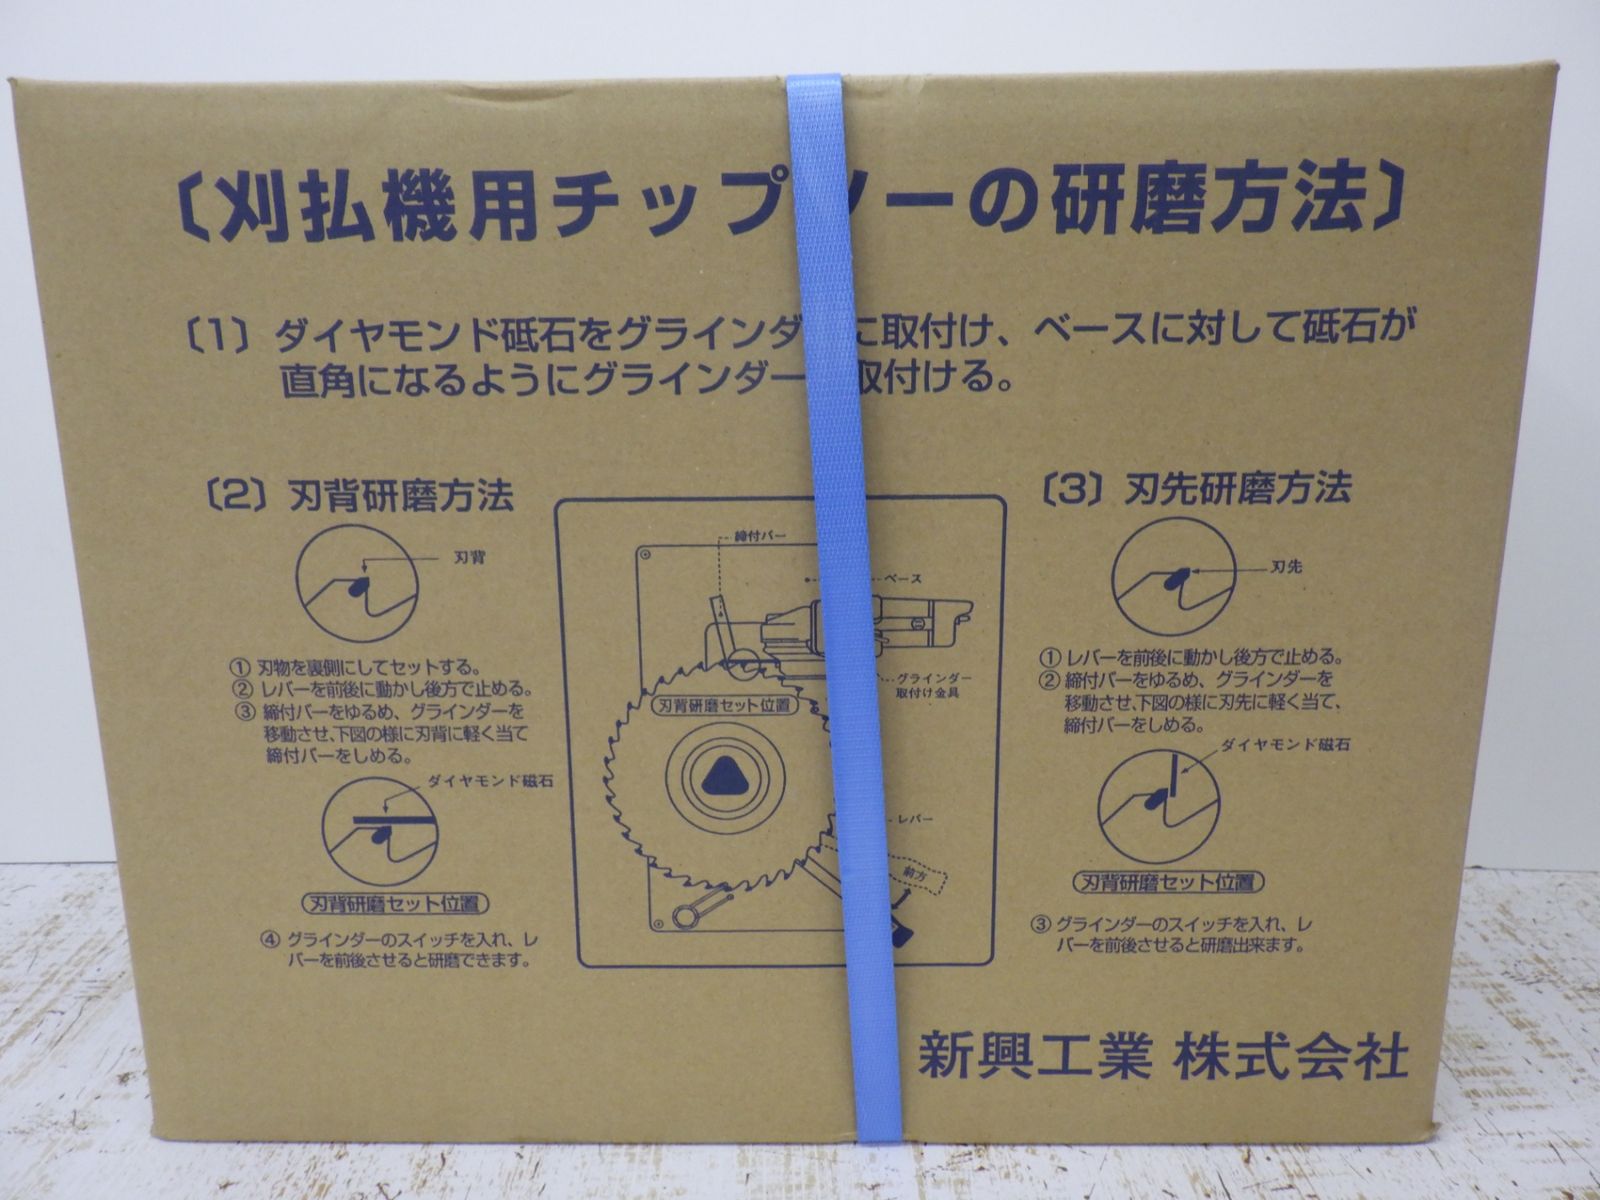 〔刈払機用チップソーの研磨方法〕
〔1〕ダイヤモンド砥石をグラインダ に取付け、ベースに対して砥石が
直角になるようにグラインダー 取付ける。
〔2〕刃背研磨方法
刃背
①刃物を裏側にしてセットする。
②レバーを前後に動かし後方で止める。
③締付バーをゆるめ、グラインダーを
移動させ、下図の様に刃背に軽く当て
締付バーをしめる。
ダイヤモンド磁石
刃背研磨セット位置
④グラインダーのスイッチを入れ、レ
バーを前後させると研磨できます。
締付バー
ベース
グラインダー
取付け金具
刃背研磨セット位置
レバー
前方
〔3〕刃先研磨方法
刃先
①レバーを前後に動かし後方で止める。
②締付バーをゆるめ、グラインダーを
移動させ、下図の様に刃先に軽く当て、
締付バーをしめる。
ダイヤモンド磁石
刃背研磨セット位置
③グラインダーのスイッチを入れ、レ
バーを前後させると研磨出来ます。
新興工業 株式会社